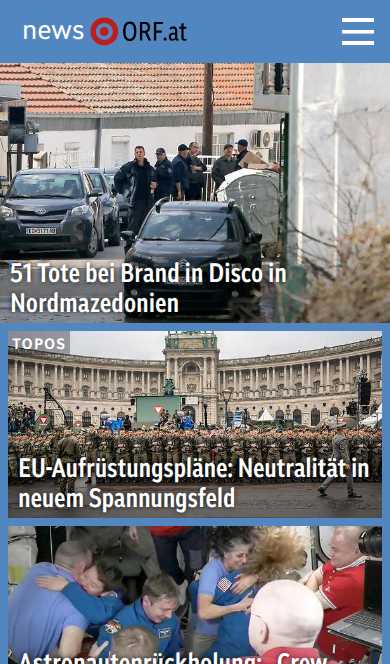 news ORF.at
51 Tote bei Brand in Disco in
Nordmazedonien
TOPOS
EU-Aufrüstungspläne: Neutralität in
neuem Spannungsfeld
Astronautenrückholung: Crew